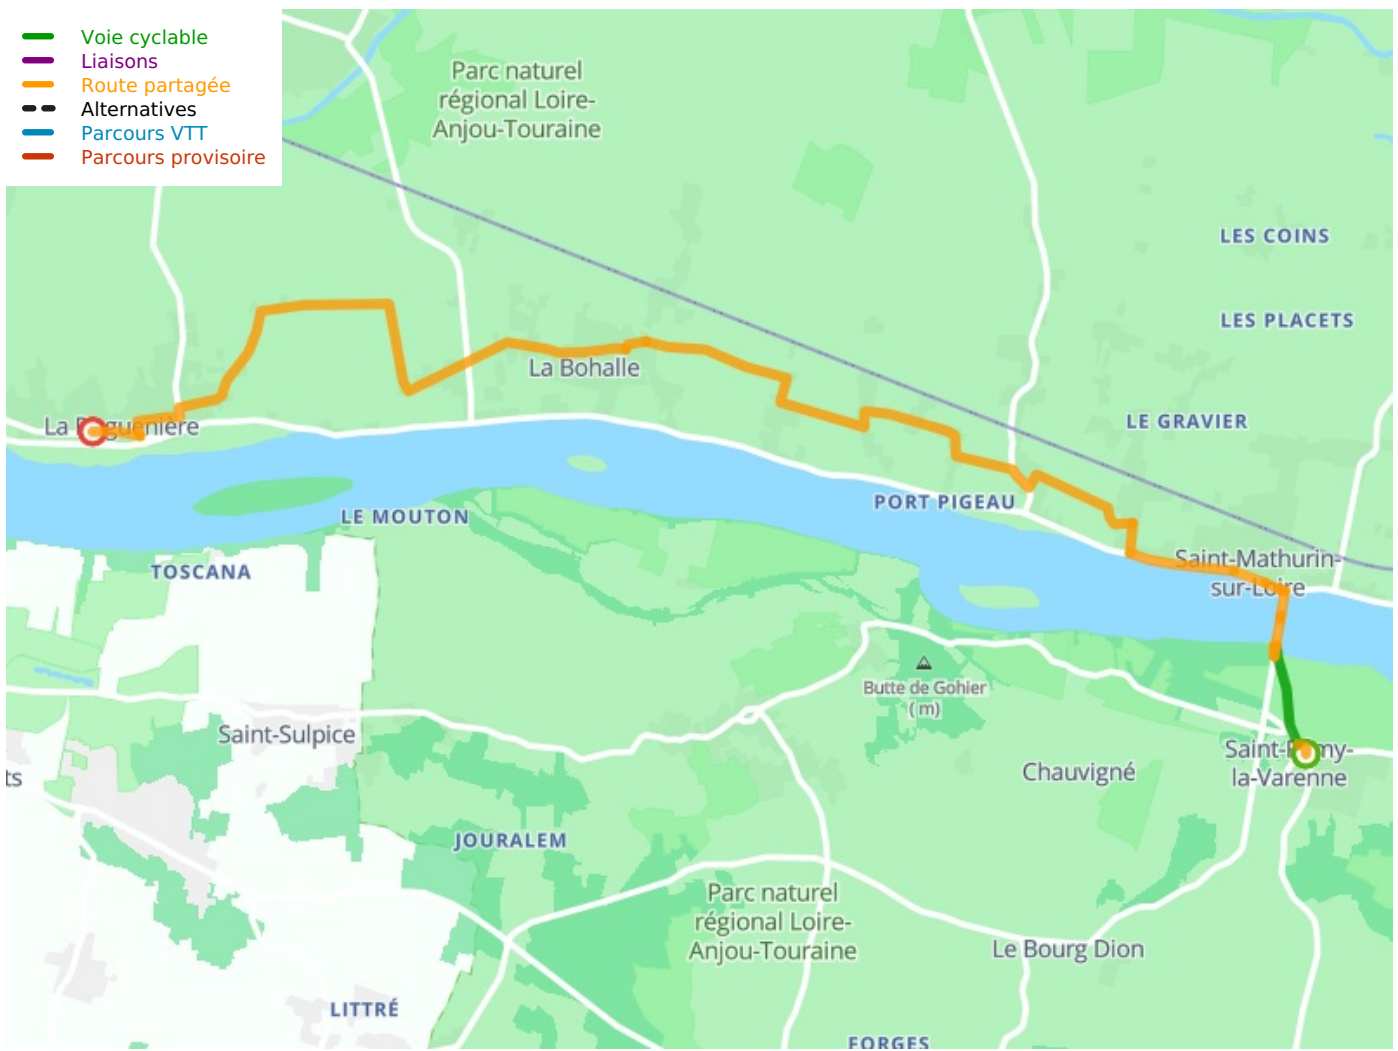 Voie cyclable
Liaisons
Route partagée
Alternatives
Parcours VTT
Parcours provisoire
Parc naturel
régional Loire-
Anjou-Touraine
LES COINS
LES PLACETS
La Bohalle
LE GRAVIER
PORT PIGEAU
LE MOUTON
Saint-Mathurin-
sur-Loire
TOSCANA
Butte de Gohier
( m)
Saint-Sulpice
Chauvigné
la-Varenne
ts
JOURALEM
Parc naturel
régional Loire-
Anjou-Touraine
Le Bourg Dion
LITTRÉ
FORGES